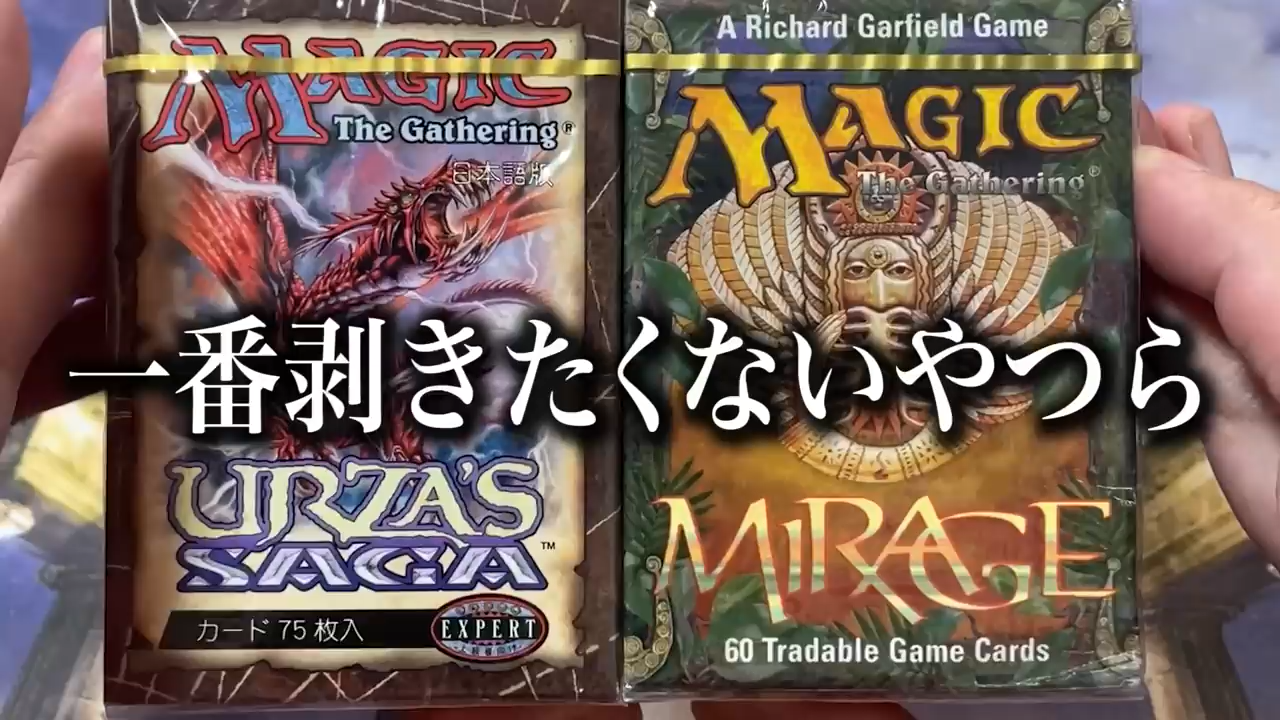 MAGIC
The Gathering®
日本語版
URZA'S
SAGA™
カード 75 枚入
EXPERT
A Richard Garfield Game
MAGIC
The Gathering®
MIRAGE
60 Tradable Game Cards
一番剥きたくないやつら